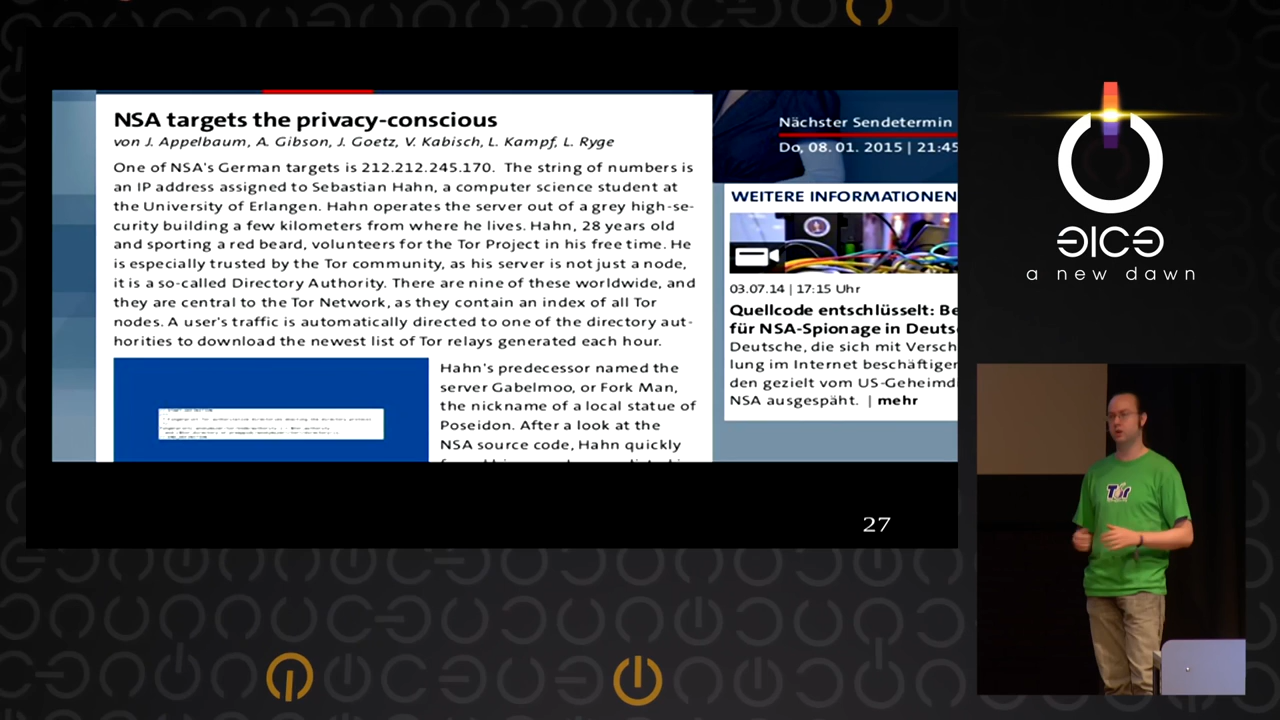 NSA targets the privacy-conscious
von J. Appelbaum, A. Gibson, J. Goetz, V. Kabisch, L. Kampf, L. Ryge
One of NSA's German targets is 212.212.245.170. The string of numbers is
an IP address assigned to Sebastian Hahn, a computer science student at
the University of Erlangen. Hahn operates the server out of a grey high-se-
curity building a few kilometers from where he lives. Hahn, 28 years old
and sporting a red beard, volunteers for the Tor Project in his free time. He
is especially trusted by the Tor community, as his server is not just a node,
it is a so-called Directory Authority. There are nine of these worldwide, and
they are central to the Tor Network, as they contain an index of all Tor
nodes. A user's traffic is automatically directed to one of the directory aut-
horities to download the newest list of Tor relays generated each hour.
Hahn's predecessor named the
server Gabelmoo, or Fork Man,
the nickname of a local statue of
Poseidon. After a look at the
NSA source code, Hahn quickly
Nächster Sendetermin
Do, 08. 01. 2015 | 21:45
WEITERE INFORMATIONEN
03.07.14 | 17:15 Uhr
Quellcode entschlüsselt: Be
für NSA-Spionage in Deuts
Deutsche, die sich mit Versch
lung im Internet beschäftigen
den gezielt vom US-Geheimd
NSA ausgespäht. | mehr
27
31C3
a new dawn
Tor